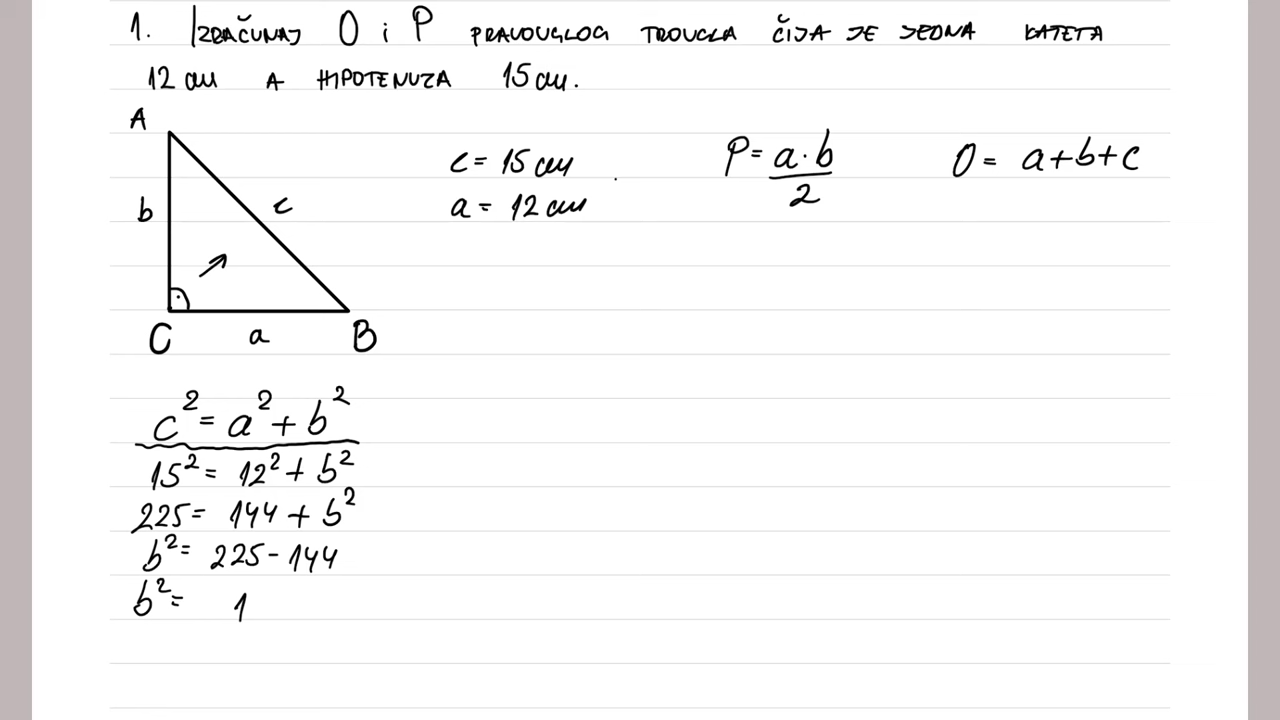 1. IZRAČUNAJ O i P PRAVOUGLOG TROUGLA ČIJA JE JEDNA KATETA
12 cm A HIPOTENUZA 15 cm.
A
b
c
C
a
B
c = 15 cm
a = 12 cm
P = a·b/2
O = a+b+c
c² = a² + b²
15² = 12² + b²
225 = 144 + b²
b² = 225 - 144
b² = 1